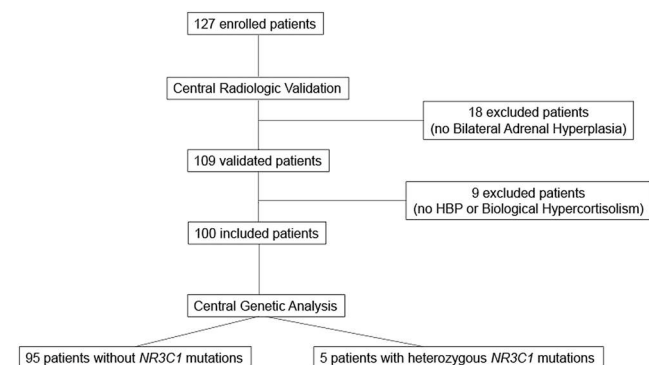 127 enrolled patients
Central Radiologic Validation
18 excluded patients
(no Bilateral Adrenal Hyperplasia)
109 validated patients
9 excluded patients
(no HBP or Biological Hypercortisolism)
100 included patients
Central Genetic Analysis
95 patients without NR3C1 mutations
5 patients with heterozygous NR3C1 mutations